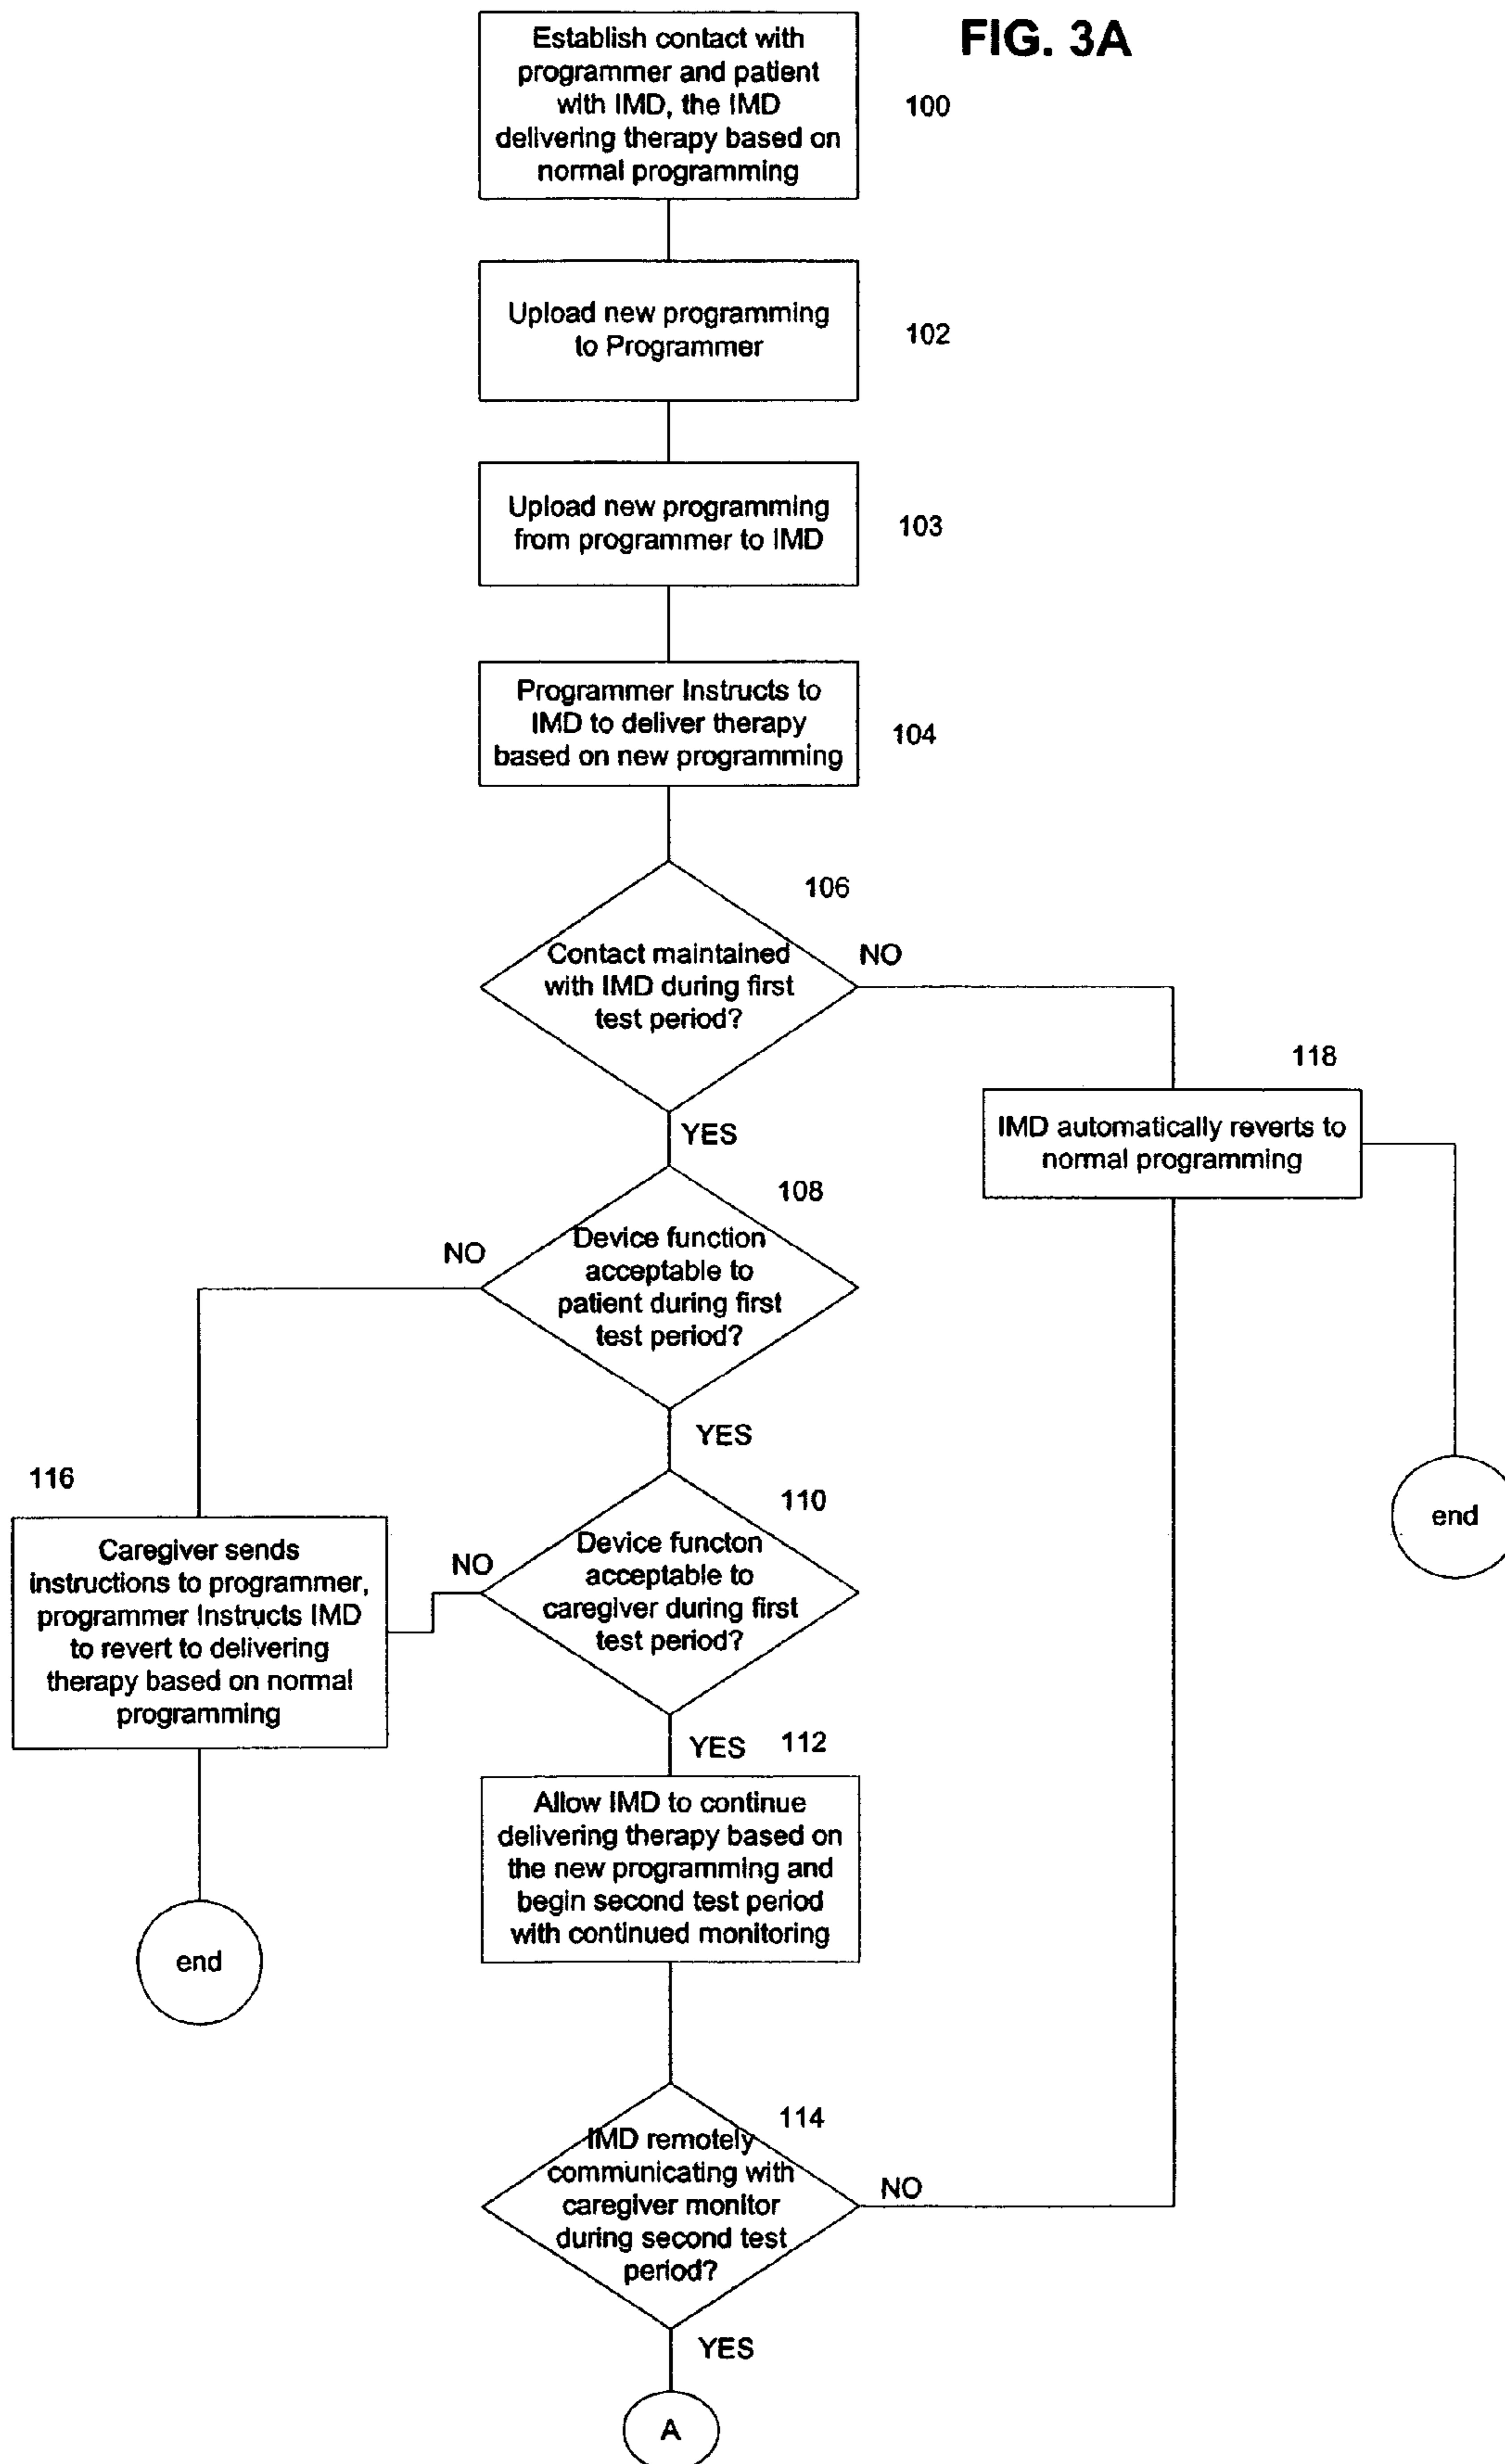 FIG. 3A
Establish contact with
programmer and patient
with IMD, the IMD
delivering therapy based on
normal programming
100
Upload new programming
to Programmer
102
Upload new programming
from programmer to IMD
103
Programmer Instructs to
IMD to deliver therapy
based on new programming
104
106
Contact maintained
with IMD during first
test period?
NO
YES
118
IMD automatically reverts to
normal programming
end
108
Device function
acceptable to
patient during first
test period?
NO
YES
110
Device functon
acceptable to
caregiver during first
test period?
NO
116
Caregiver sends
instructions to programmer,
programmer Instructs IMD
to revert to delivering
therapy based on normal
programming
end
YES
112
Allow IMD to continue
delivering therapy based on
the new programming and
begin second test period
with continued monitoring
114
IMD remotely
communicating with
caregiver monitor
during second test
period?
NO
YES
A